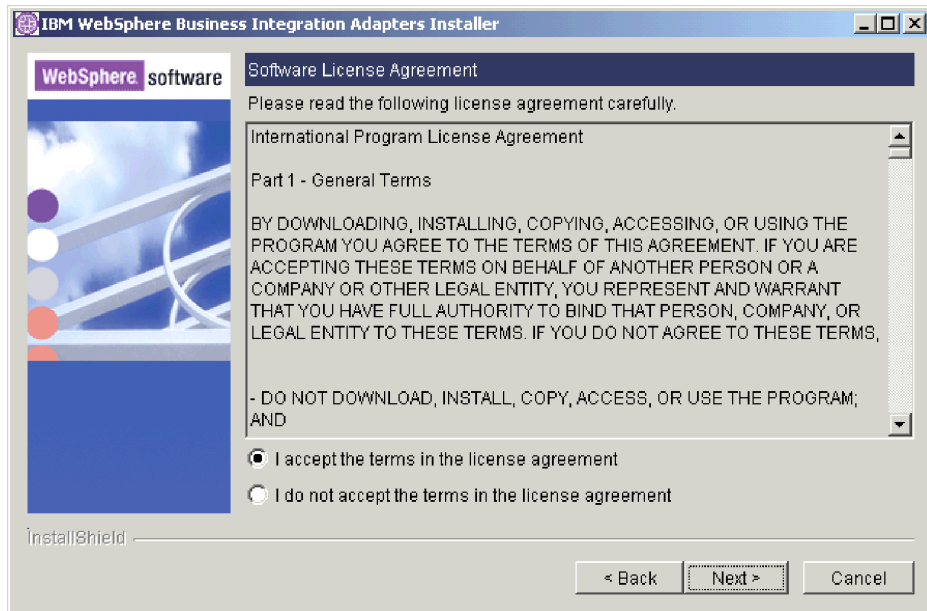 IBM WebSphere Business Integration Adapters Installer
WebSphere software
Software License Agreement
Please read the following license agreement carefully.
International Program License Agreement
Part 1 - General Terms
BY DOWNLOADING, INSTALLING, COPYING, ACCESSING, OR USING THE
PROGRAM YOU AGREE TO THE TERMS OF THIS AGREEMENT. IF YOU ARE
ACCEPTING THESE TERMS ON BEHALF OF ANOTHER PERSON OR A
COMPANY OR OTHER LEGAL ENTITY, YOU REPRESENT AND WARRANT
THAT YOU HAVE FULL AUTHORITY TO BIND THAT PERSON, COMPANY, OR
LEGAL ENTITY TO THESE TERMS. IF YOU DO NOT AGREE TO THESE TERMS,
- DO NOT DOWNLOAD, INSTALL, COPY, ACCESS, OR USE THE PROGRAM;
AND
I accept the terms in the license agreement
I do not accept the terms in the license agreement
InstallShield
< Back Next > Cancel